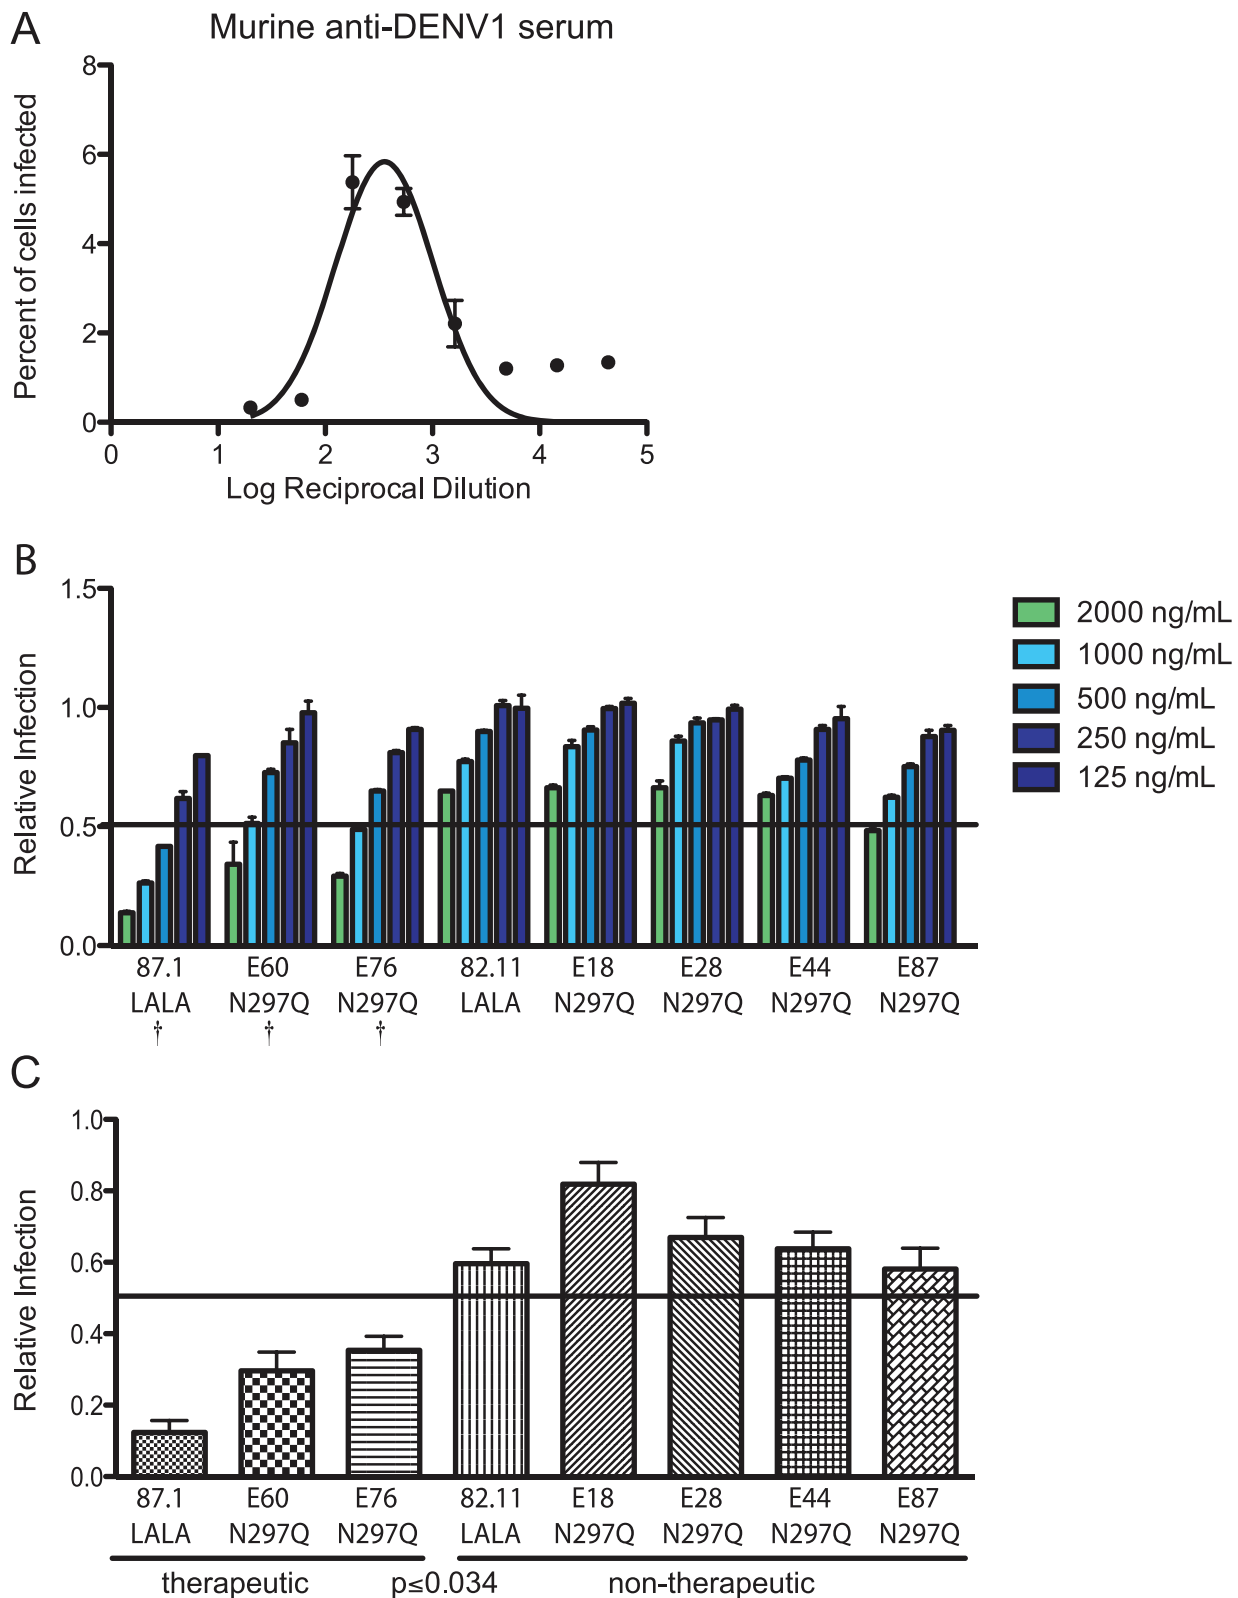 A
Murine anti-DENV1 serum
Percent of cells infected
8
6
4
2
0
0 1 2 3 4 5
Log Reciprocal Dilution
B
Relative Infection
1.5
1.0
0.5
0.0
2000 ng/mL
1000 ng/mL
500 ng/mL
250 ng/mL
125 ng/mL
87.1 E60 E76 82.11 E18 E28 E44 E87
LALA N297Q N297Q LALA N297Q N297Q N297Q N297Q
† † †
C
Relative Infection
1.0
0.8
0.6
0.4
0.2
0.0
87.1 E60 E76 82.11 E18 E28 E44 E87
LALA N297Q N297Q LALA N297Q N297Q N297Q N297Q
therapeutic p≤0.034 non-therapeutic